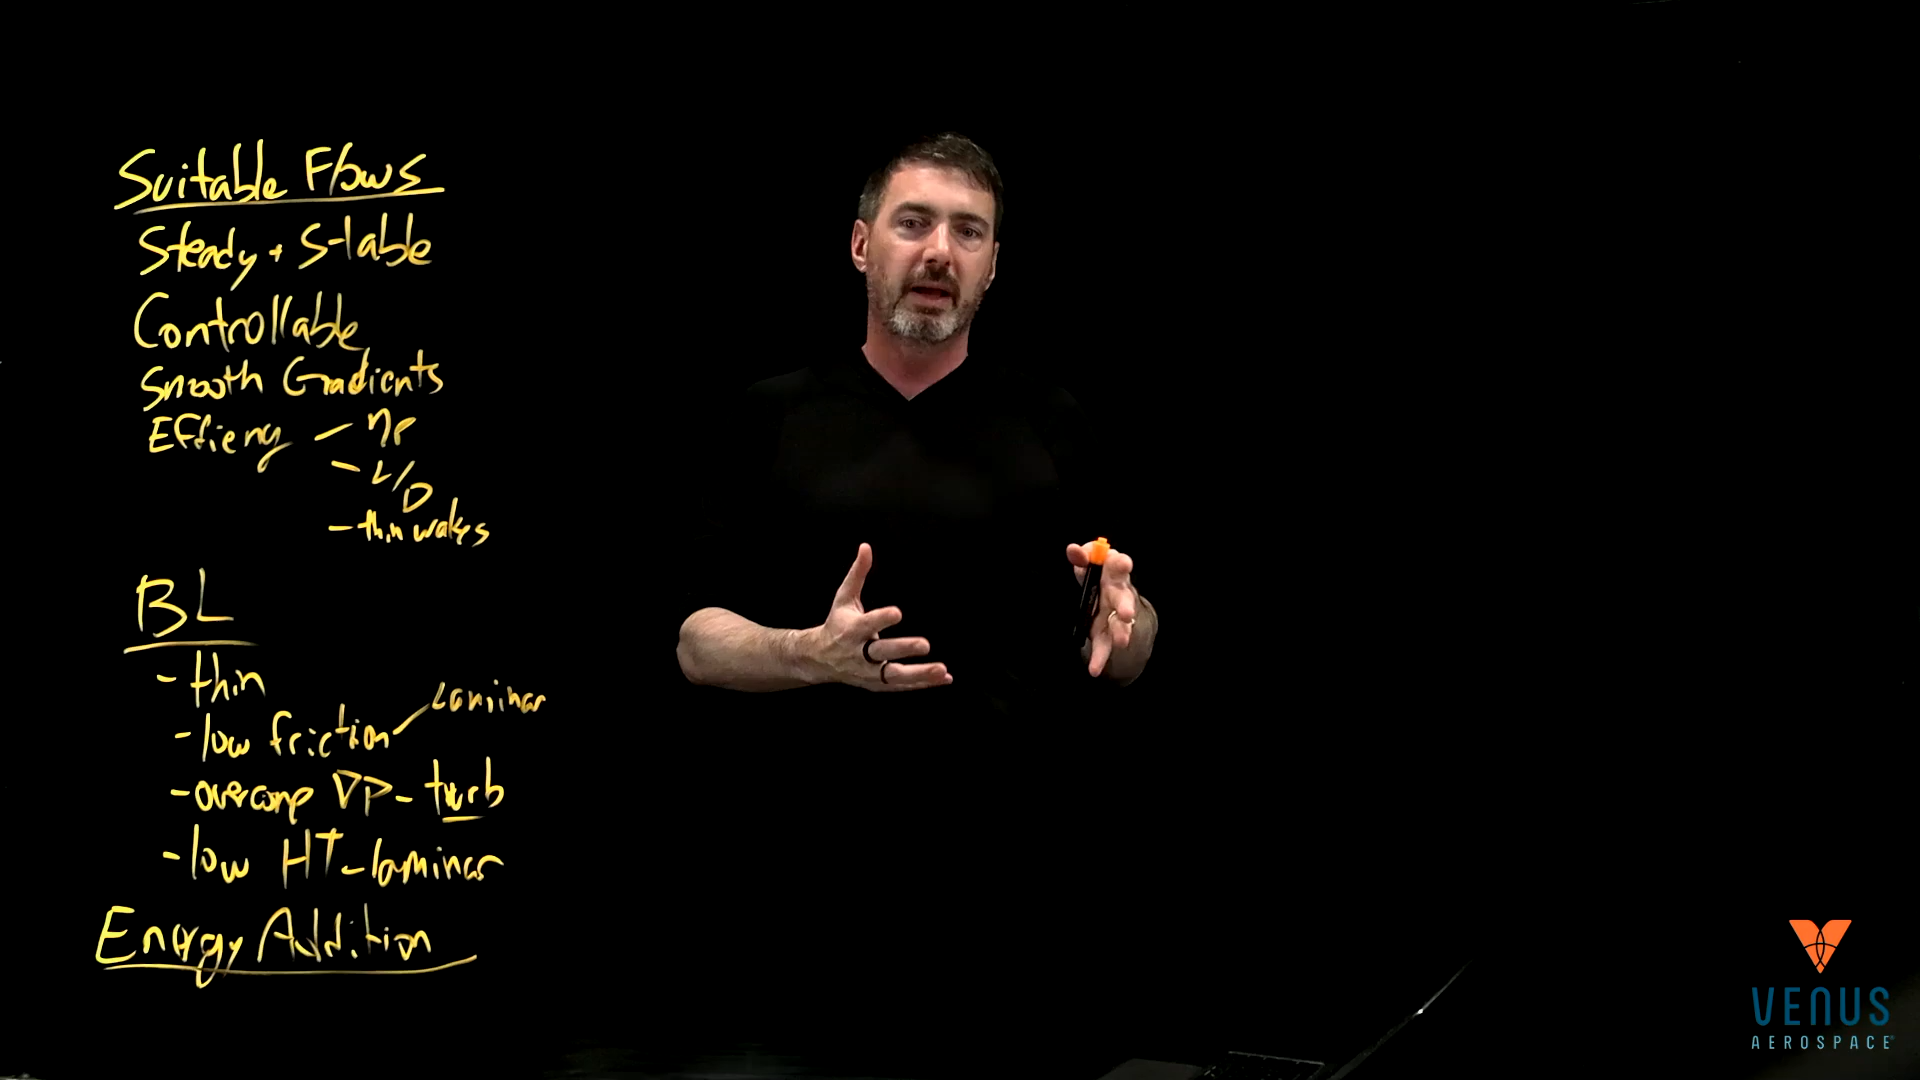 Suitable Flows
Steady + Stable
Controllable
Smooth Gradients
Effieny - ηp
- L/D
- thin wakes
BL
- thin
- low friction - Laminar
- overcome ∇P - turb
- low HT - laminar
Energy Addition
VENUS
AEROSPACE